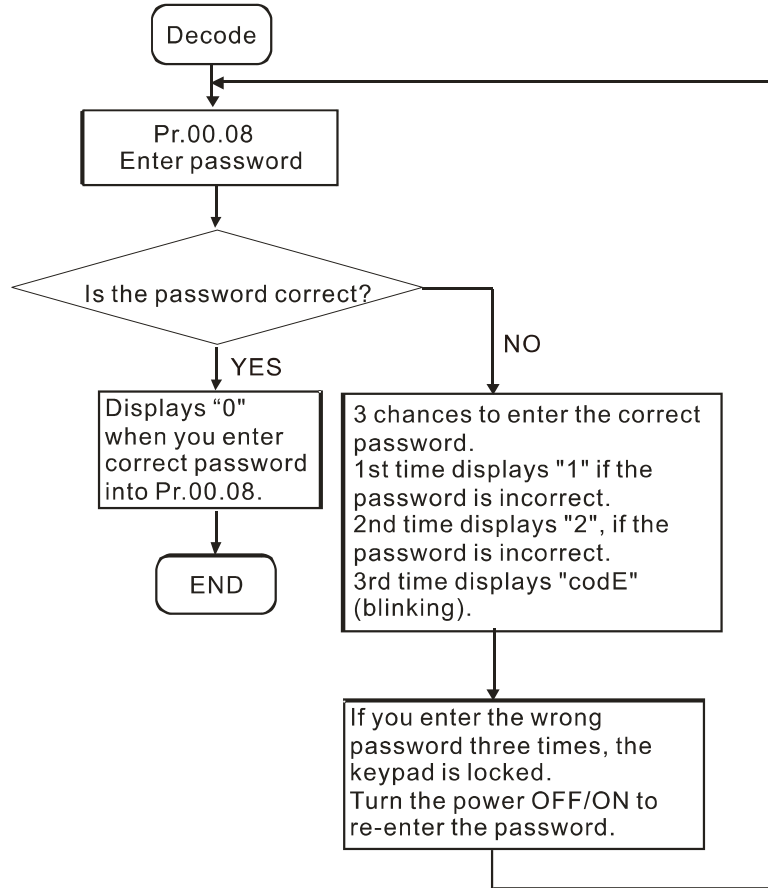 Decode
Pr.00.08
Enter password
Is the password correct?
YES
NO
Displays “0"
when you enter
correct password
into Pr.00.08.
END
3 chances to enter the correct
password.
1st time displays "1" if the
password is incorrect.
2nd time displays "2", if the
password is incorrect.
3rd time displays "codE"
(blinking).
If you enter the wrong
password three times, the
keypad is locked.
Turn the power OFF/ON to
re-enter the password.